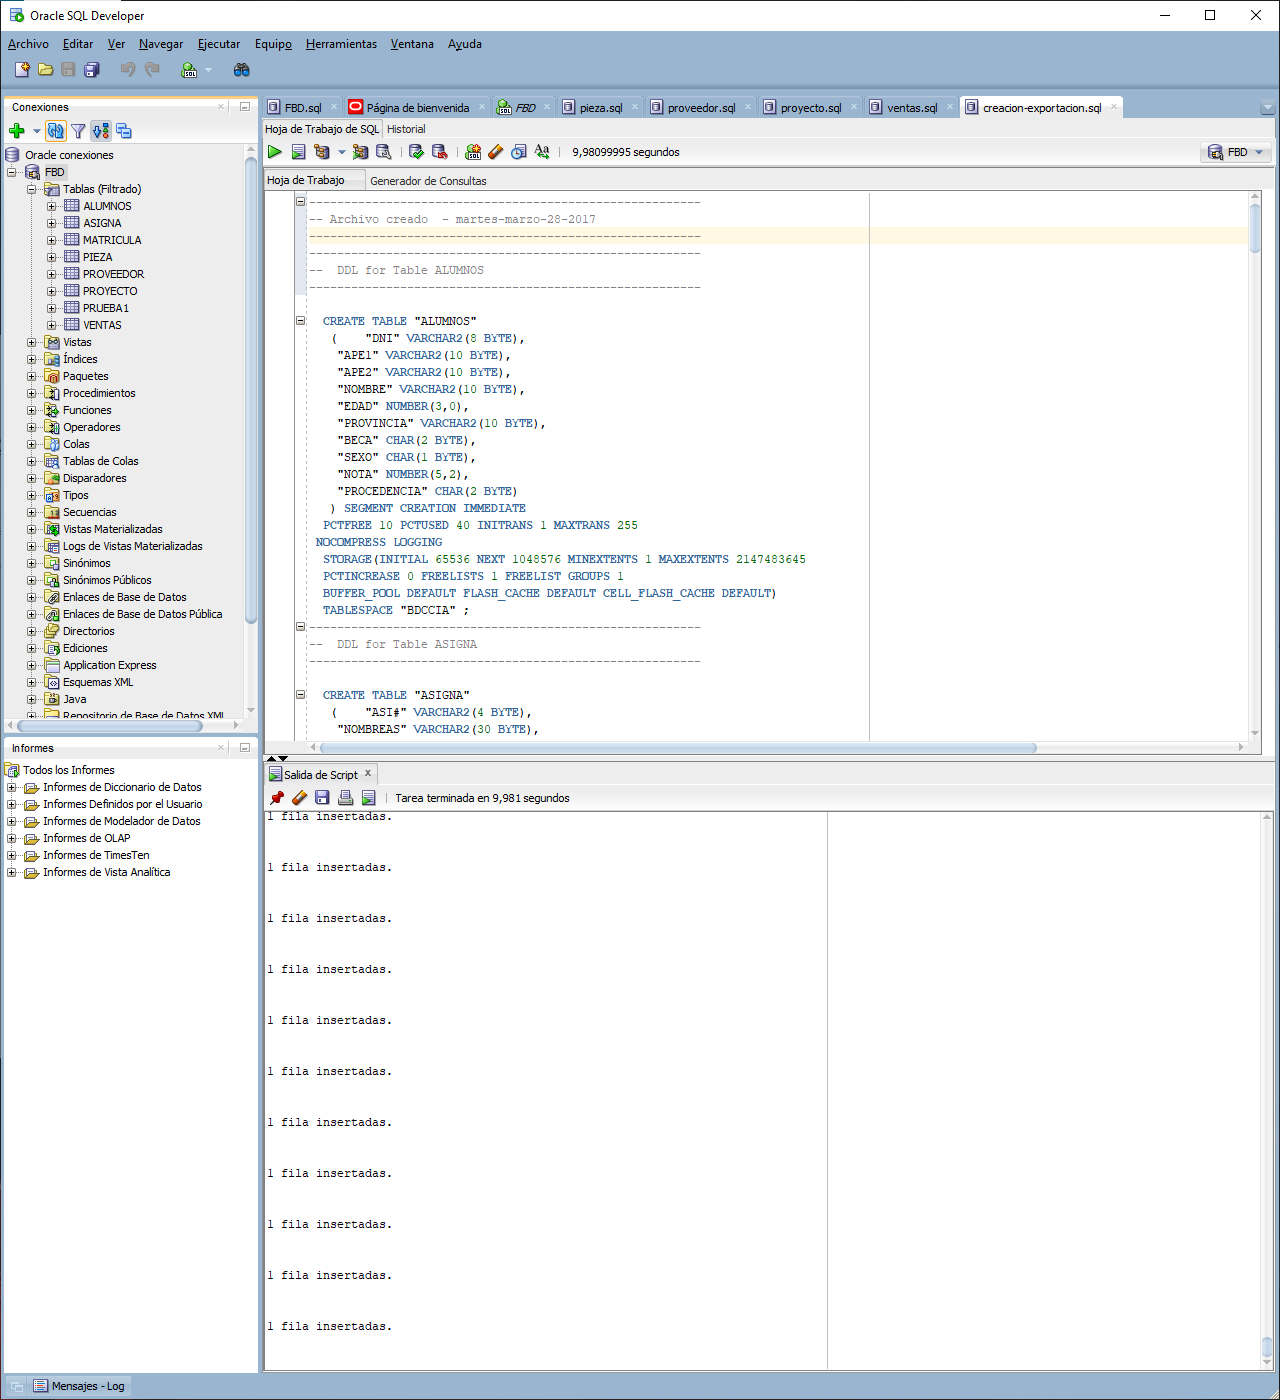 Oracle SQL Developer
Archivo Editar Ver Navegar Ejecutar Equipo Herramientas Ventana Ayuda
Conexiones
Oracle conexiones
FBD
Tablas (Filtrado)
ALUMNOS
ASIGNA
MATRICULA
PIEZA
PROVEEDOR
PROYECTO
PRUEBA1
VENTAS
Vistas
Índices
Paquetes
Procedimientos
Funciones
Operadores
Colas
Tablas de Colas
Disparadores
Tipos
Secuencias
Vistas Materializadas
Logs de Vistas Materializadas
Sinónimos
Sinónimos Públicos
Enlaces de Base de Datos
Enlaces de Base de Datos Pública
Directorios
Ediciones
Application Express
Esquemas XML
Java
Repositorio de Base de Datos XML
Informes
Todos los Informes
Informes de Diccionario de Datos
Informes Definidos por el Usuario
Informes de Modelador de Datos
Informes de OLAP
Informes de TimesTen
Informes de Vista Analítica
FBD.sql Página de bienvenida FBD pieza.sql proveedor.sql proyecto.sql ventas.sql creacion-exportacion.sql
Hoja de Trabajo de SQL Historial
9,98099995 segundos
FBD
Hoja de Trabajo Generador de Consultas
--------------------------------------------------------
-- Archivo creado  - martes-marzo-28-2017
--------------------------------------------------------
--------------------------------------------------------
--  DDL for Table ALUMNOS
--------------------------------------------------------
CREATE TABLE "ALUMNOS"
(    "DNI" VARCHAR2(8 BYTE),
"APE1" VARCHAR2(10 BYTE),
"APE2" VARCHAR2(10 BYTE),
"NOMBRE" VARCHAR2(10 BYTE),
"EDAD" NUMBER(3,0),
"PROVINCIA" VARCHAR2(10 BYTE),
"BECA" CHAR(2 BYTE),
"SEXO" CHAR(1 BYTE),
"NOTA" NUMBER(5,2),
"PROCEDENCIA" CHAR(2 BYTE)
) SEGMENT CREATION IMMEDIATE
PCTFREE 10 PCTUSED 40 INITRANS 1 MAXTRANS 255
NOCOMPRESS LOGGING
STORAGE(INITIAL 65536 NEXT 1048576 MINEXTENTS 1 MAXEXTENTS 2147483645
PCTINCREASE 0 FREELISTS 1 FREELIST GROUPS 1
BUFFER_POOL DEFAULT FLASH_CACHE DEFAULT CELL_FLASH_CACHE DEFAULT)
TABLESPACE "BDCCIA" ;
--------------------------------------------------------
--  DDL for Table ASIGNA
--------------------------------------------------------
CREATE TABLE "ASIGNA"
(    "ASI#" VARCHAR2(4 BYTE),
"NOMBREAS" VARCHAR2(30 BYTE),
Salida de Script
Tarea terminada en 9,981 segundos
1 fila insertadas.
1 fila insertadas.
1 fila insertadas.
1 fila insertadas.
1 fila insertadas.
1 fila insertadas.
1 fila insertadas.
1 fila insertadas.
1 fila insertadas.
1 fila insertadas.
1 fila insertadas.
Mensajes - Log